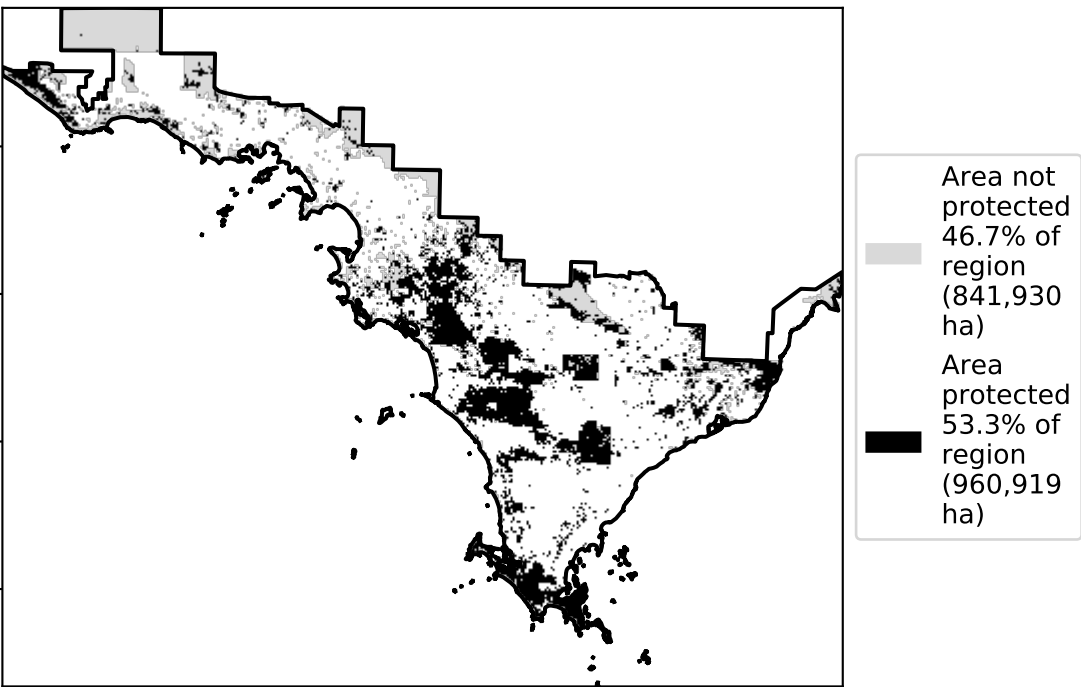 Area not
protected
46.7% of
region
(841,930
ha)
Area
protected
53.3% of
region
(960,919
ha)